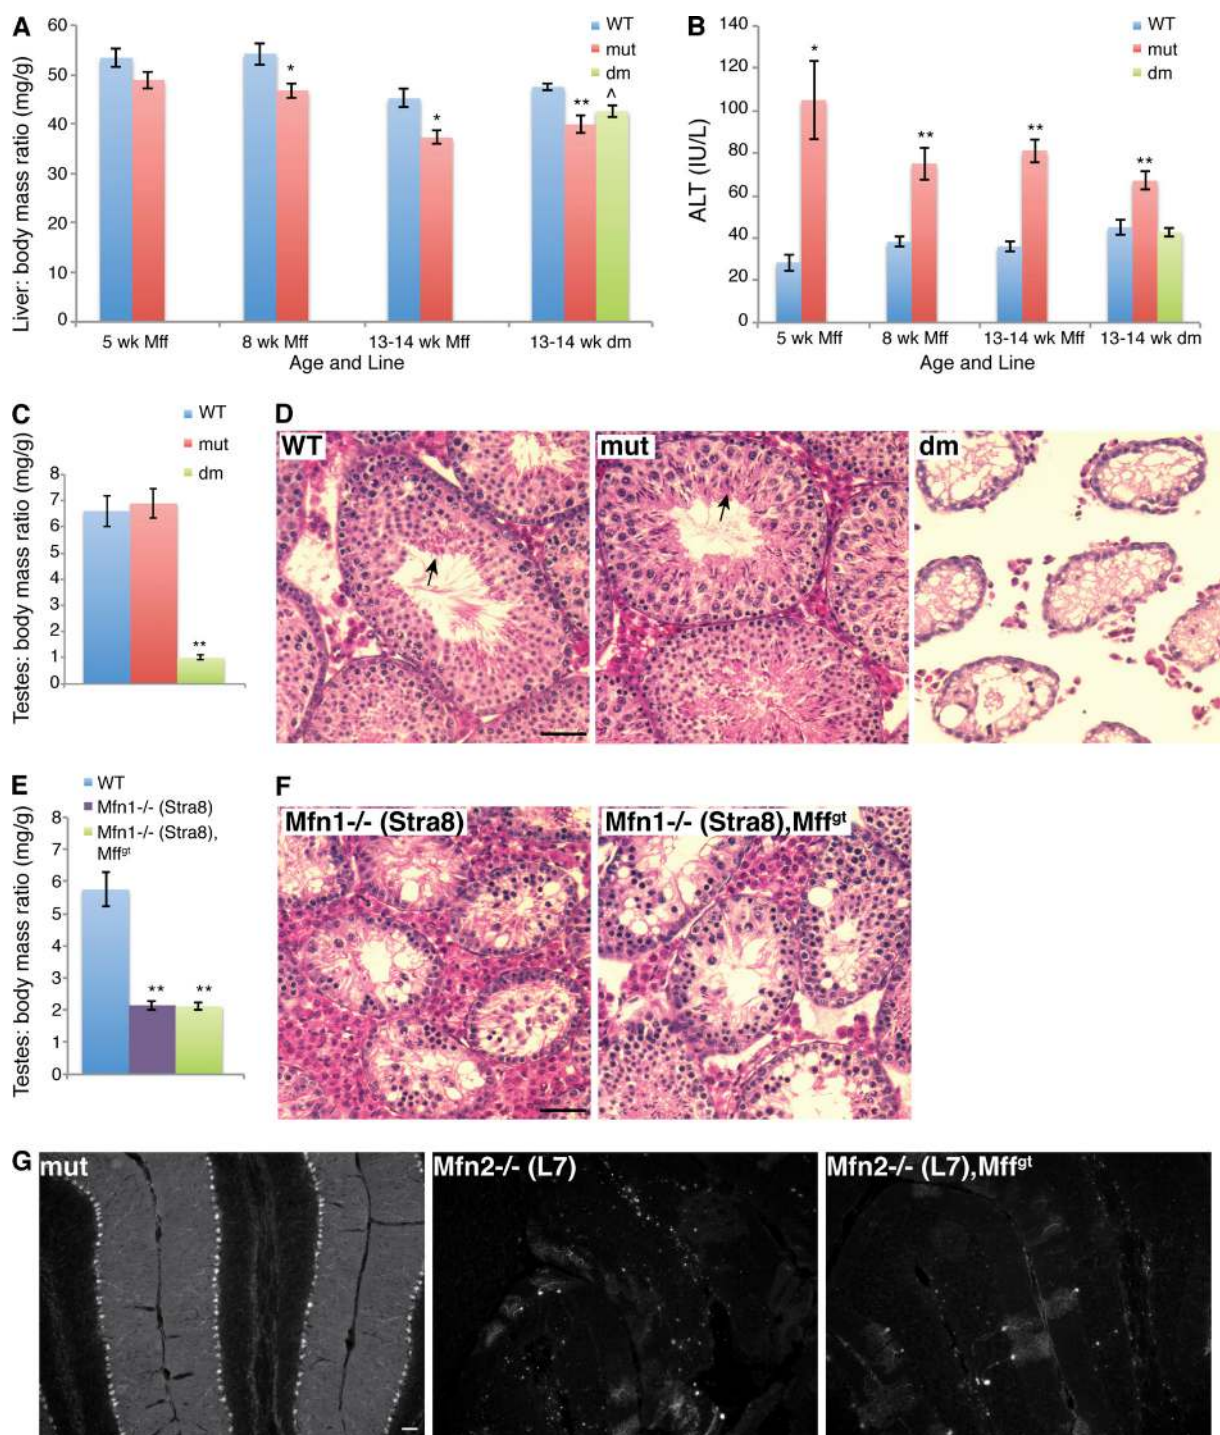 A
Liver: body mass ratio (mg/g)
60
50
40
30
60
10
0
WT
mut
dm
*
*
**
^
5 wk Mff
8 wk Mff
13-14 wk Mff
13-14 wk dm
Age and Line
B
ALT (IU/L)
140
120
100
80
60
40
20
0
WT
mut
dm
*
**
**
**
5 wk Mff
8 wk Mff
13-14 wk Mff
13-14 wk dm
Age and Line
C
WT
mut
dm
Testes: body mass ratio (mg/g)
8
7
6
5
4
3
2
1
0
**
D
WT
mut
dm
E
WT
Mfn1-/- (Stra8)
Mfn1-/- (Stra8),
Mffgt
Testes: body mass ratio (mg/g)
8
7
6
5
4
3
2
1
0
**
**
F
Mfn1-/- (Stra8)
Mfn1-/- (Stra8),Mffgt
G
mut
Mfn2-/- (L7)
Mfn2-/- (L7),Mffgt